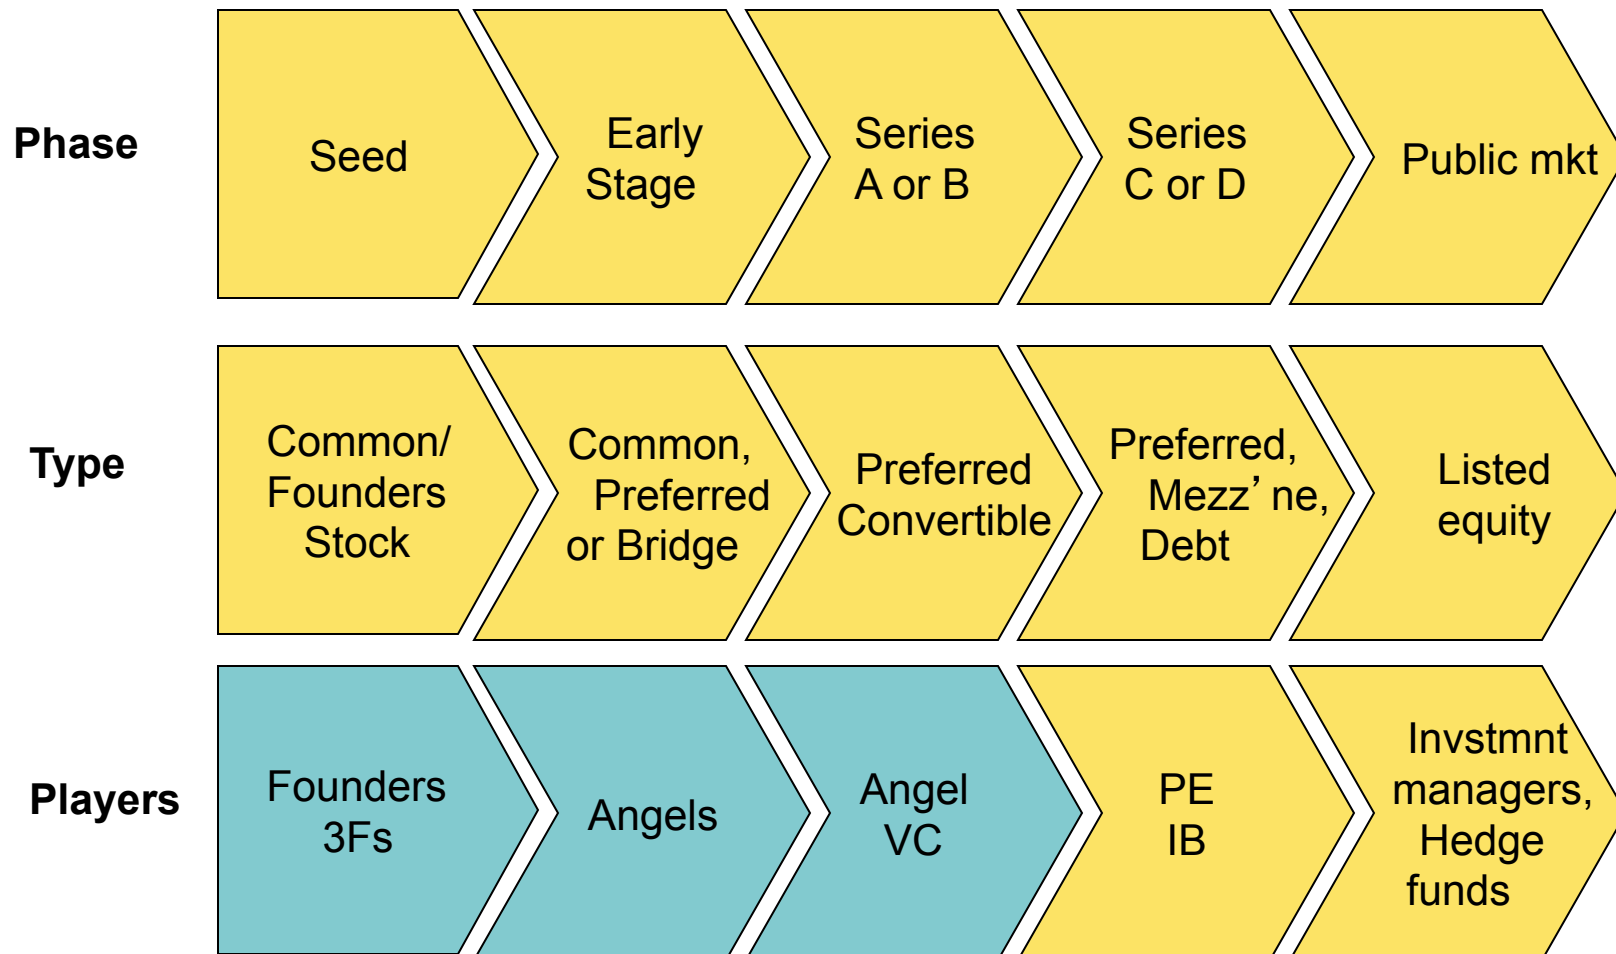 Phase
Seed
Early
Stage
Series
A or B
Series
C or D
Public mkt
Type
Common/
Founders
Stock
Common,
Preferred
or Bridge
Preferred
Convertible
Preferred,
Mezz’ ne,
Debt
Listed
equity
Players
Founders
3Fs
Angels
Angel
VC
PE
IB
Invstmnt
managers,
Hedge
funds